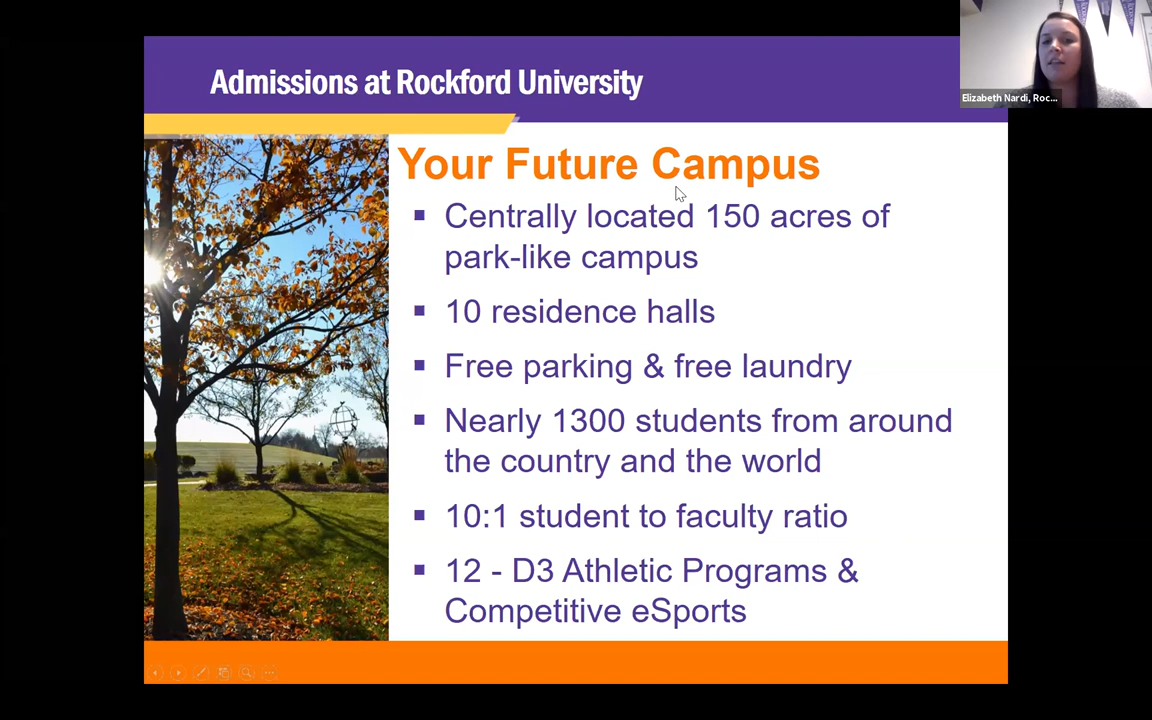 Admissions at Rockford University
Elizabeth Nardi, Roc...
Your Future Campus
▪ Centrally located 150 acres of
park-like campus
▪ 10 residence halls
▪ Free parking & free laundry
▪ Nearly 1300 students from around
the country and the world
▪ 10:1 student to faculty ratio
▪ 12 - D3 Athletic Programs &
Competitive eSports